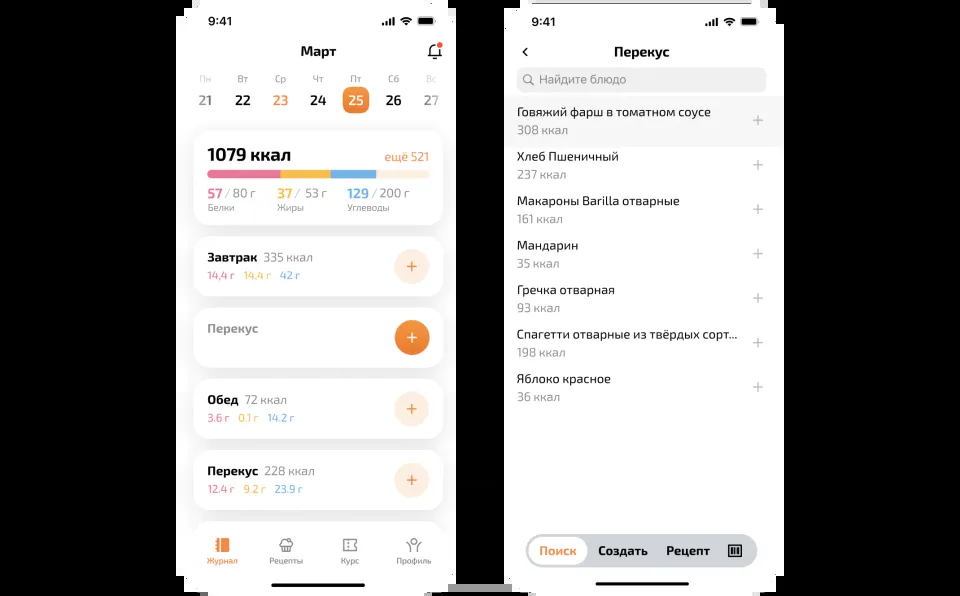 9:41
Март
Пн Вт Ср Чт Пт Сб Вс
21 22 23 24 25 26 27
1079 ккал ещё 521
57 / 80 г 37 / 53 г 129 / 200 г
Белки Жиры Углеводы
Завтрак 335 ккал
14,4 г 14.4 г 42 г
Перекус
Обед 72 ккал
3.6 г 0.1 г 14.2 г
Перекус 228 ккал
12.4 г 9.2 г 23.9 г
Журнал Рецепты Курс Профиль
9:41
Перекус
Найдите блюдо
Говяжий фарш в томатном соусе
308 ккал
Хлеб Пшеничный
237 ккал
Макароны Barilla отварные
161 ккал
Мандарин
35 ккал
Гречка отварная
93 ккал
Спагетти отварные из твёрдых сорт...
198 ккал
Яблоко красное
36 ккал
Поиск Создать Рецепт